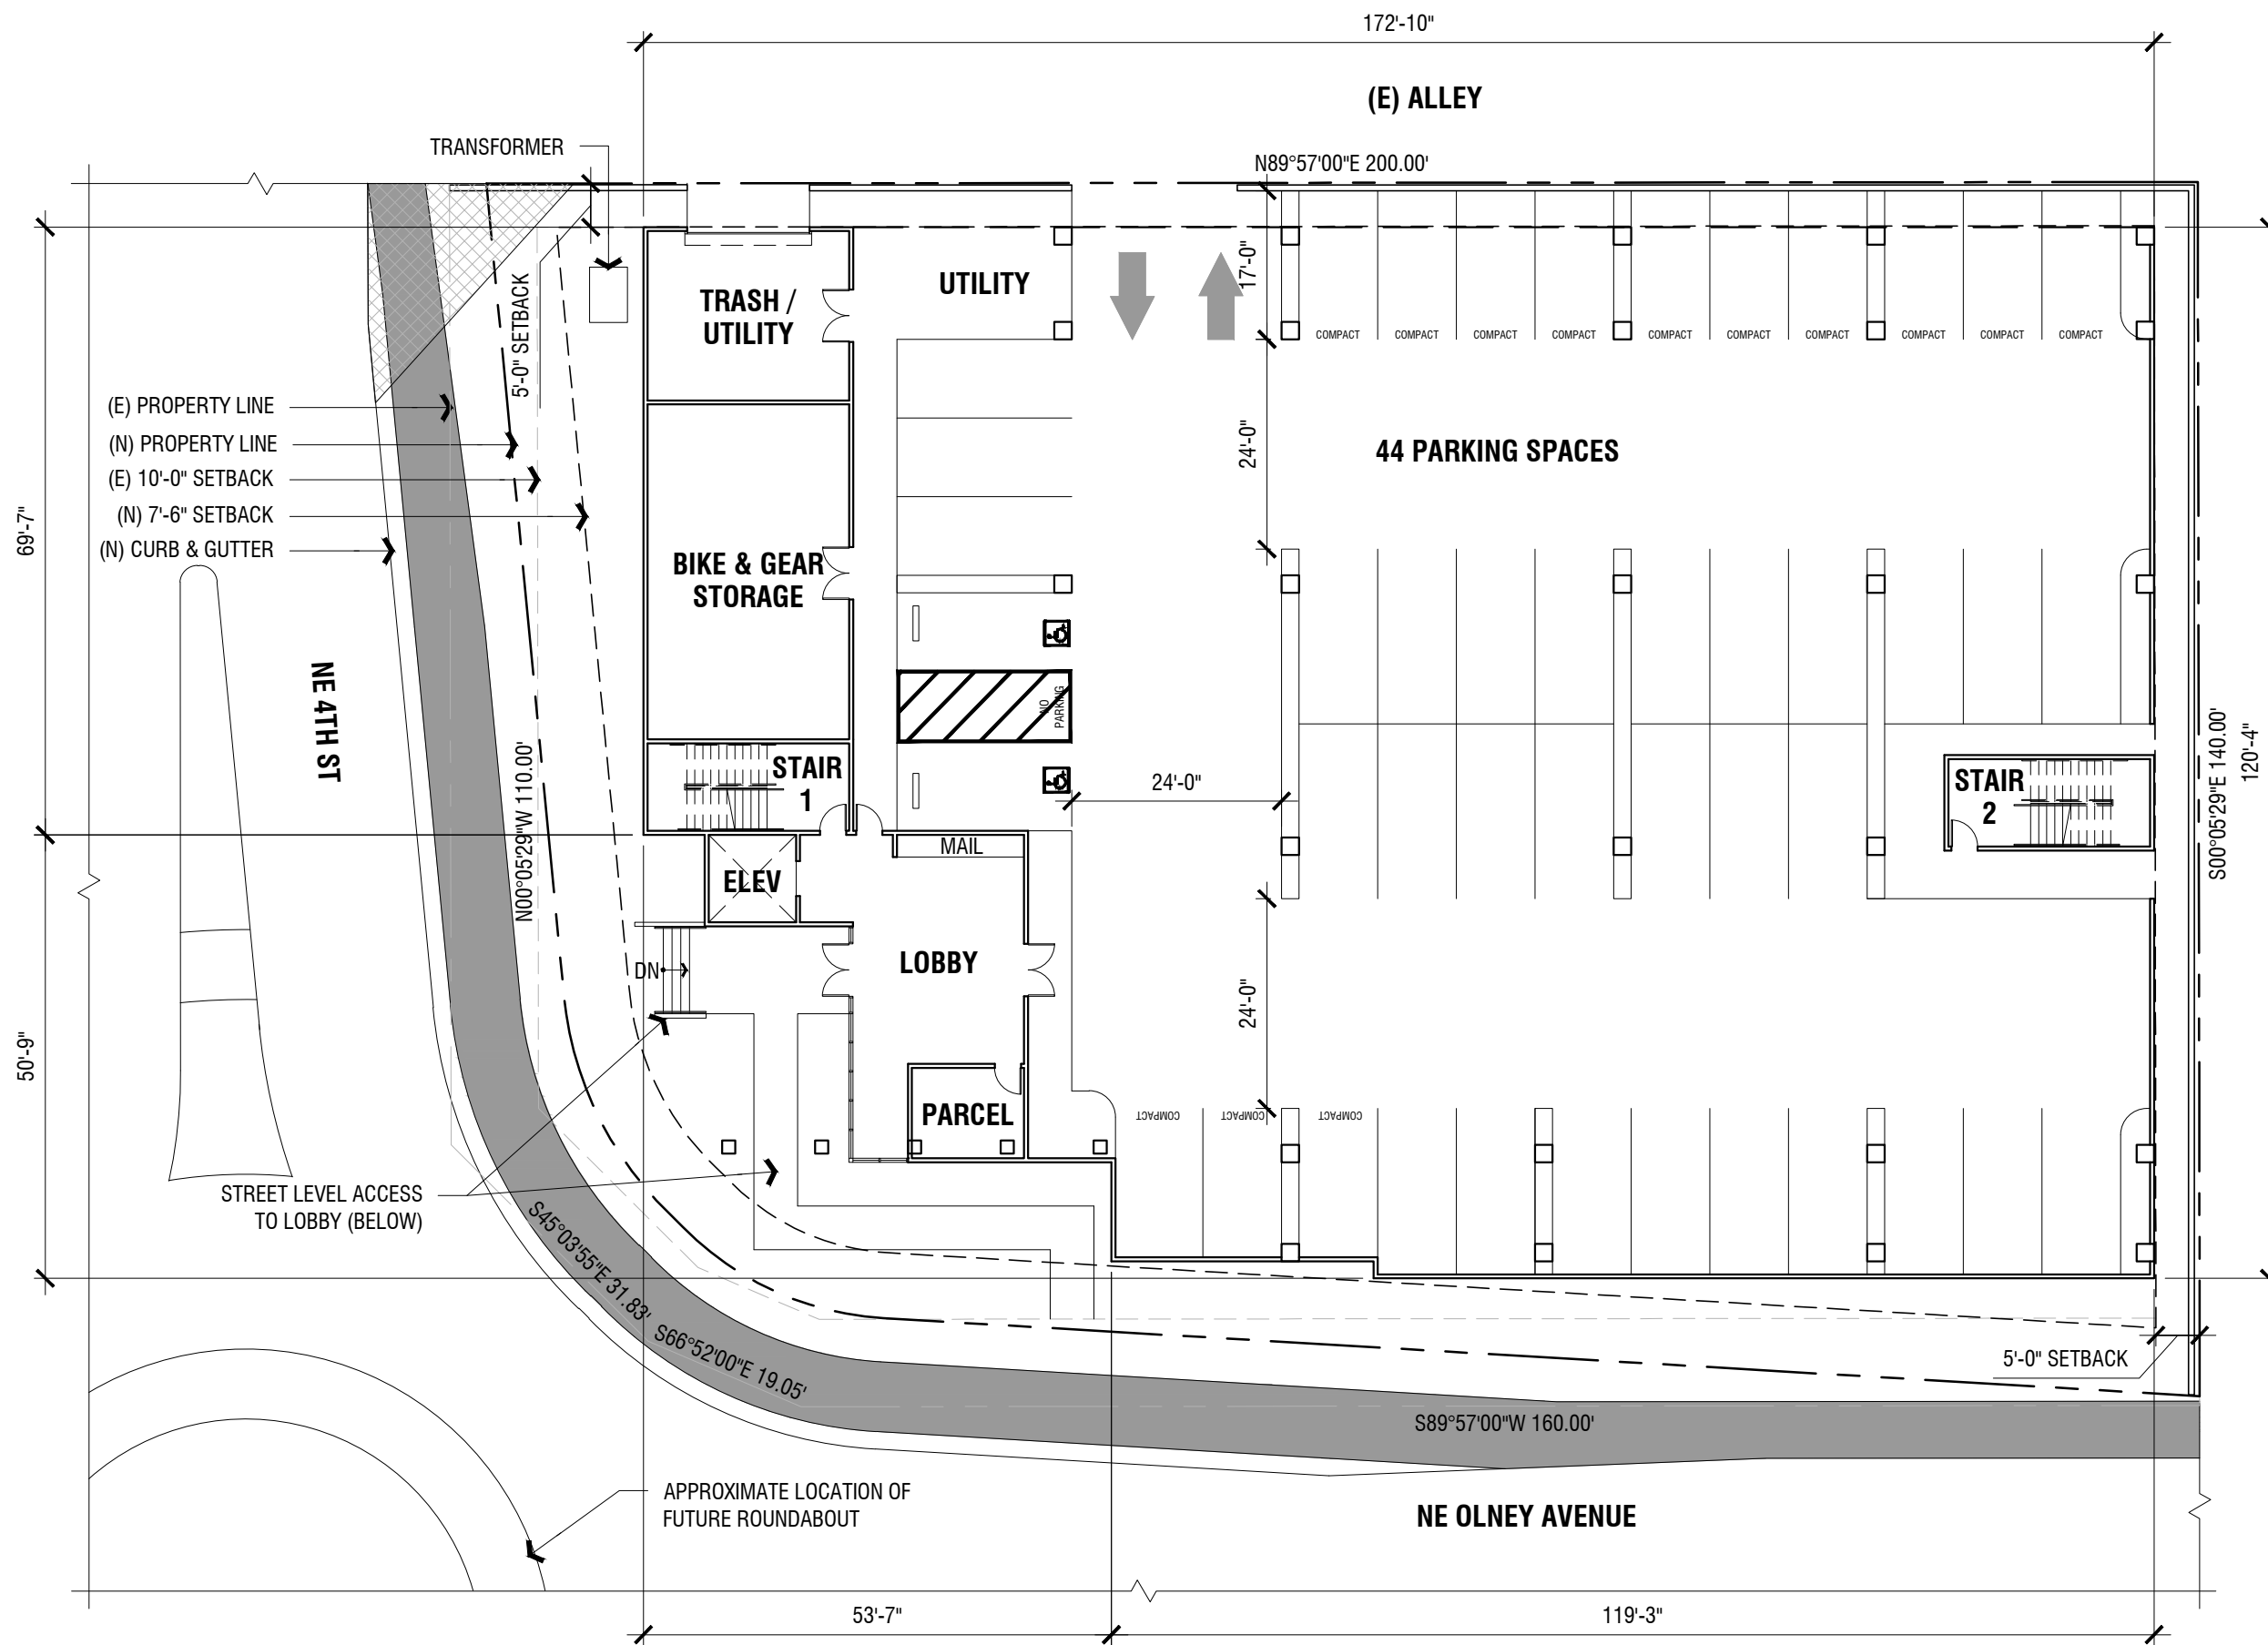 172'-10"
(E) ALLEY
TRANSFORMER
N89°57'00"E 200.00'
TRASH /
UTILITY
UTILITY
17'-0"
5'-0" SETBACK
COMPACT
COMPACT
COMPACT
COMPACT
COMPACT
COMPACT
COMPACT
COMPACT
COMPACT
COMPACT
(E) PROPERTY LINE
(N) PROPERTY LINE
(E) 10'-0" SETBACK
(N) 7'-6" SETBACK
(N) CURB & GUTTER
24'-0"
44 PARKING SPACES
69'-7"
BIKE & GEAR
STORAGE
NE 4TH ST
NO
PARKING
N00°05'29"W 110.00'
STAIR
1
24'-0"
STAIR
2
S00°05'29"E 140.00'
120'-4"
MAIL
ELEV
LOBBY
DN
24'-0"
50'-9"
PARCEL
COMPACT
COMPACT
COMPACT
STREET LEVEL ACCESS
TO LOBBY (BELOW)
S45°03'55"E 31.83'
S66°52'00"E 19.05'
5'-0" SETBACK
S89°57'00"W 160.00'
APPROXIMATE LOCATION OF
FUTURE ROUNDABOUT
NE OLNEY AVENUE
53'-7"
119'-3"